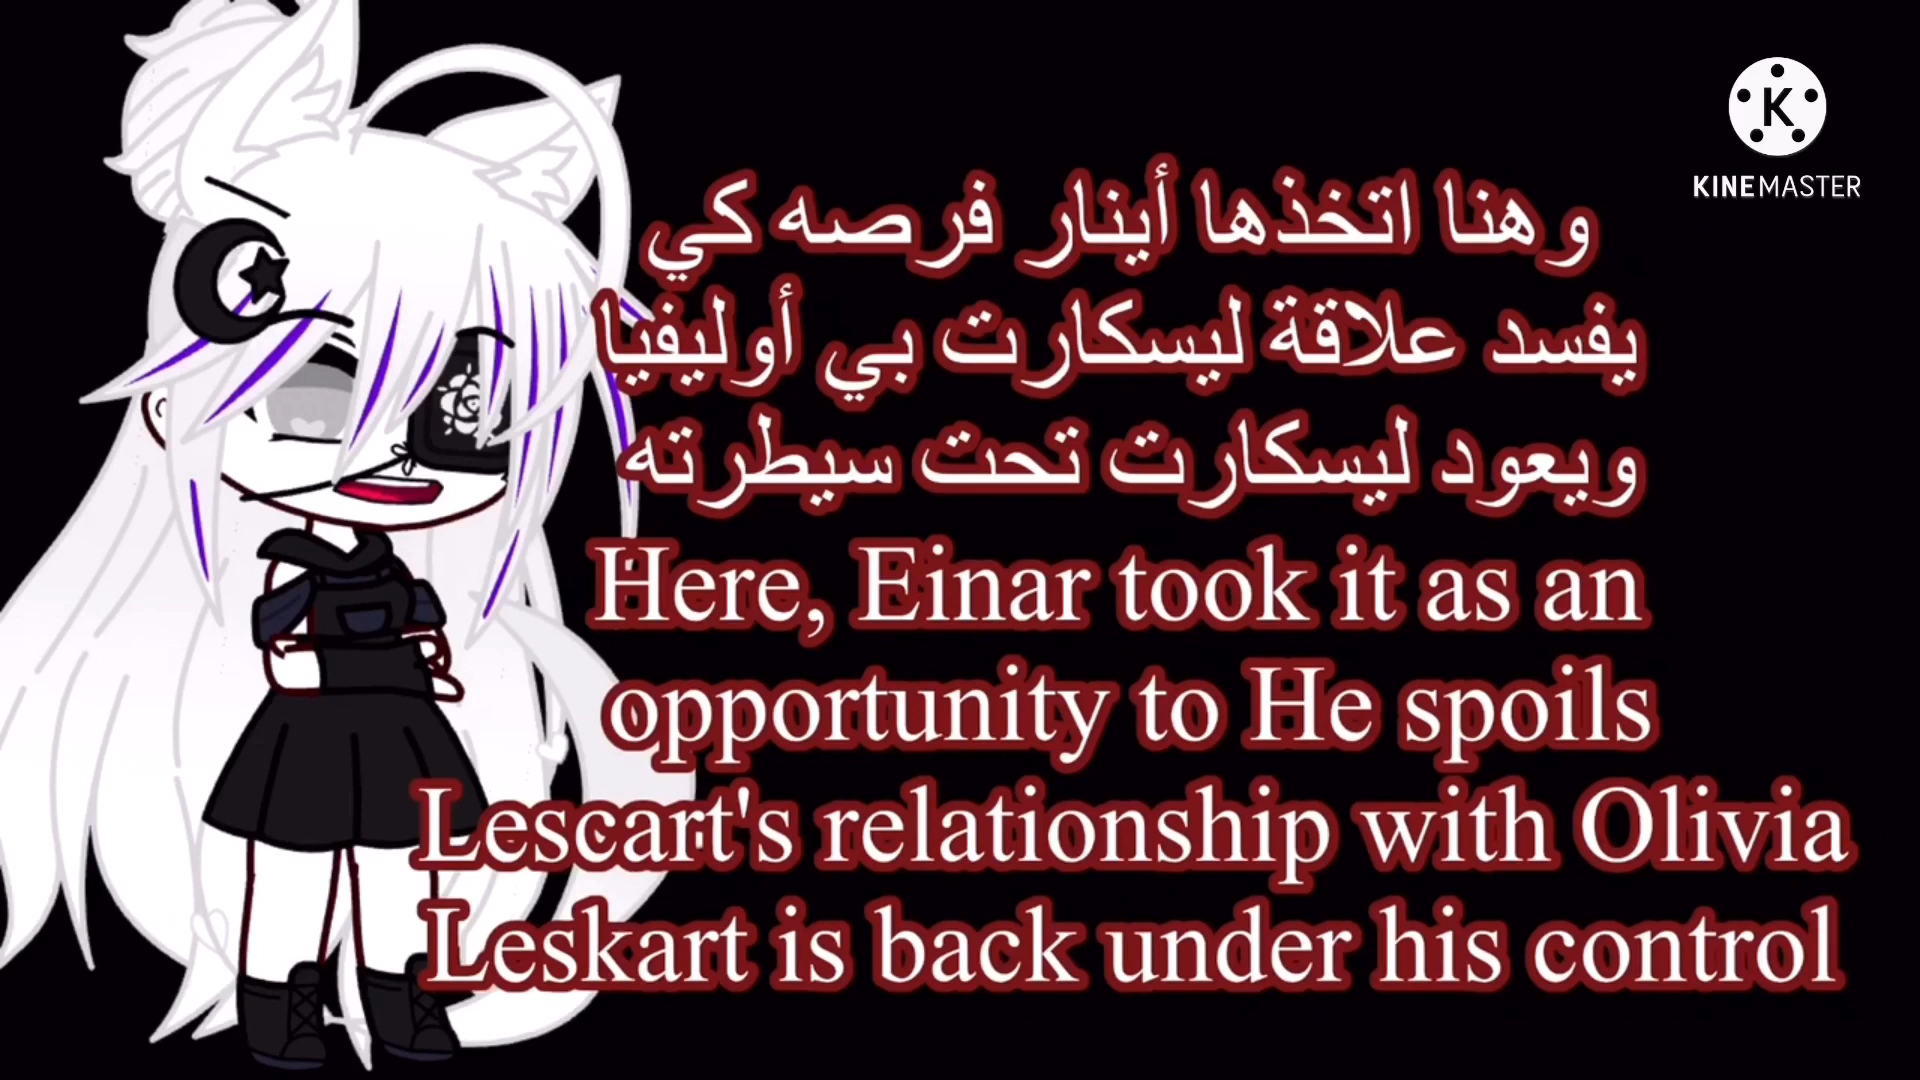 K
KINEMASTER
وهنا اتخذها أينار فرصه كي
يفسد علاقة ليسكارت بي أوليفيا
ويعود ليسكارت تحت سيطرته
Here, Einar took it as an
opportunity to He spoils
Lescart's relationship with Olivia
Leskart is back under his control